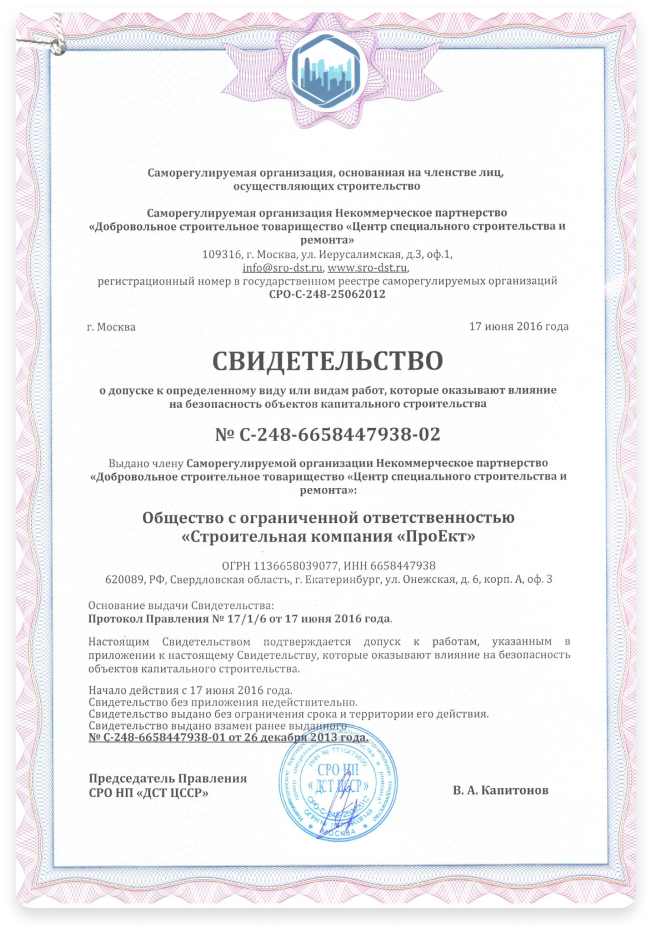 Саморегулируемая организация, основанная на членстве лиц,
осуществляющих строительство
Саморегулируемая организация Некоммерческое партнерство
«Добровольное строительное товарищество «Центр специального строительства и
ремонта»
109316, г. Москва, ул. Иерусалимская, д.3, оф.1,
info@sro-dst.ru, www.sro-dst.ru,
регистрационный номер в государственном реестре саморегулируемых организаций
СРО-С-248-25062012
г. Москва 17 июня 2016 года
СВИДЕТЕЛЬСТВО
о допуске к определенному виду или видам работ, которые оказывают влияние
на безопасность объектов капитального строительства
№ С-248-6658447938-02
Выдано члену Саморегулируемой организации Некоммерческое партнерство
«Добровольное строительное товарищество «Центр специального строительства и
ремонта»:
Общество с ограниченной ответственностью
«Строительная компания «ПроЕкт»
ОГРН 1136658039077, ИНН 6658447938
620089, РФ, Свердловская область, г. Екатеринбург, ул. Онежская, д. 6, корп. А, оф. 3
Основание выдачи Свидетельства:
Протокол Правления № 17/1/6 от 17 июня 2016 года.
Настоящим Свидетельством подтверждается допуск к работам, указанным в
приложении к настоящему Свидетельству, которые оказывают влияние на безопасность
объектов капитального строительства.
Начало действия с 17 июня 2016 года.
Свидетельство без приложения недействительно.
Свидетельство выдано без ограничения срока и территории его действия.
Свидетельство выдано взамен ранее выданного
№ С-248-6658447938-01 от 26 декабря 2013 года.
Председатель Правления
СРО НП «ДСТ ЦССР»
В. А. Капитонов
СРО НП
«ДСТ ЦССР»
СРО-С-248-25062012
МОСКВА